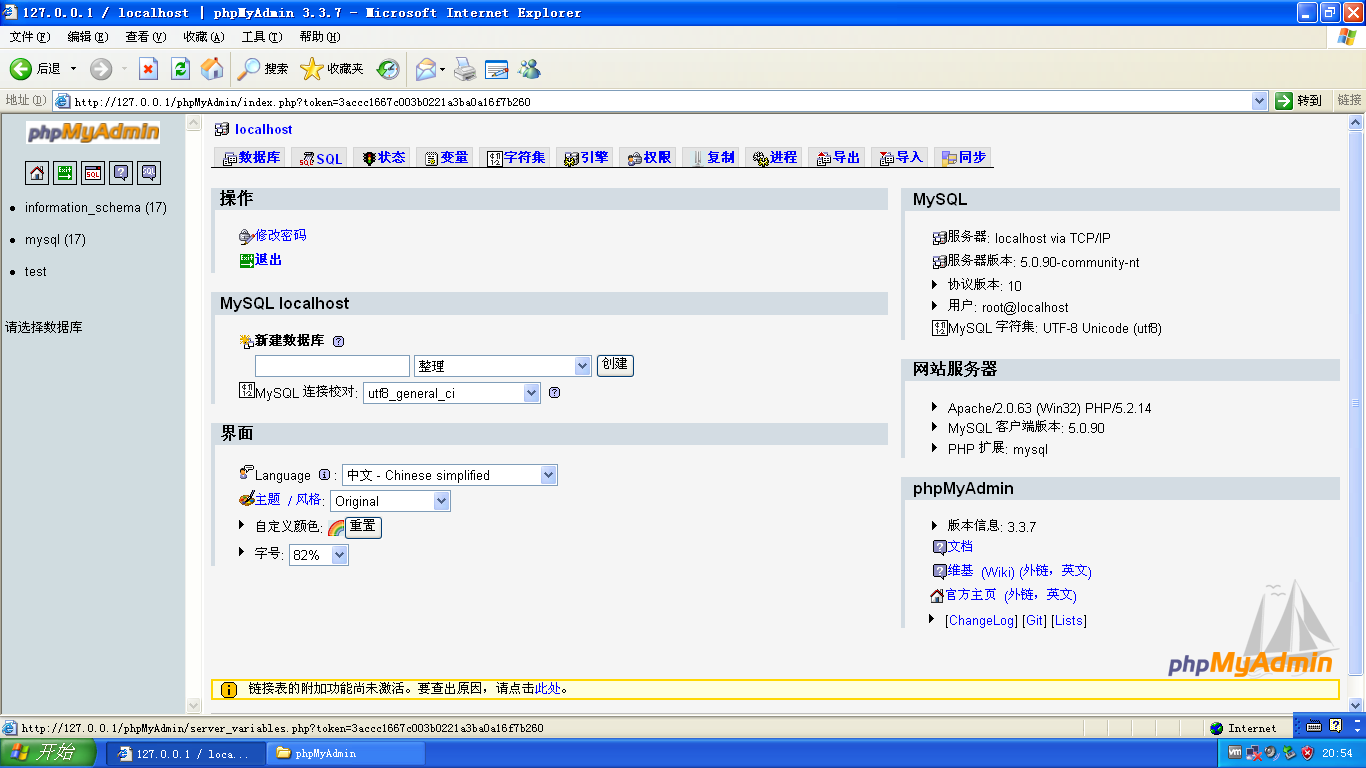 127.0.0.1 / localhost | phpMyAdmin 3.3.7 - Microsoft Internet Explorer
文件(F) 编辑(E) 查看(V) 收藏(A) 工具(T) 帮助(H)
后退 搜索 收藏夹
地址(D) http://127.0.0.1/phpMyAdmin/index.php?token=3accc1667c003b0221a3ba0a16f7b260 转到 链接
phpMyAdmin
information_schema (17)
mysql (17)
test
请选择数据库
localhost
数据库 SQL 状态 变量 字符集 引擎 权限 复制 进程 导出 导入 同步
操作
修改密码
退出
MySQL localhost
新建数据库
整理 创建
MySQL 连接校对: utf8_general_ci
界面
Language : 中文 - Chinese simplified
主题 / 风格: Original
自定义颜色: 重置
字号: 82%
MySQL
服务器: localhost via TCP/IP
服务器版本: 5.0.90-community-nt
协议版本: 10
用户: root@localhost
MySQL 字符集: UTF-8 Unicode (utf8)
网站服务器
Apache/2.0.63 (Win32) PHP/5.2.14
MySQL 客户端版本: 5.0.90
PHP 扩展: mysql
phpMyAdmin
版本信息: 3.3.7
文档
维基 (Wiki) (外链，英文)
官方主页 (外链，英文)
[ChangeLog] [Git] [Lists]
phpMyAdmin
链接表的附加功能尚未激活。要查出原因，请点击此处。
http://127.0.0.1/phpMyAdmin/server_variables.php?token=3accc1667c003b0221a3ba0a16f7b260 Internet
开始 127.0.0.1 / loca... phpMyAdmin 20:54